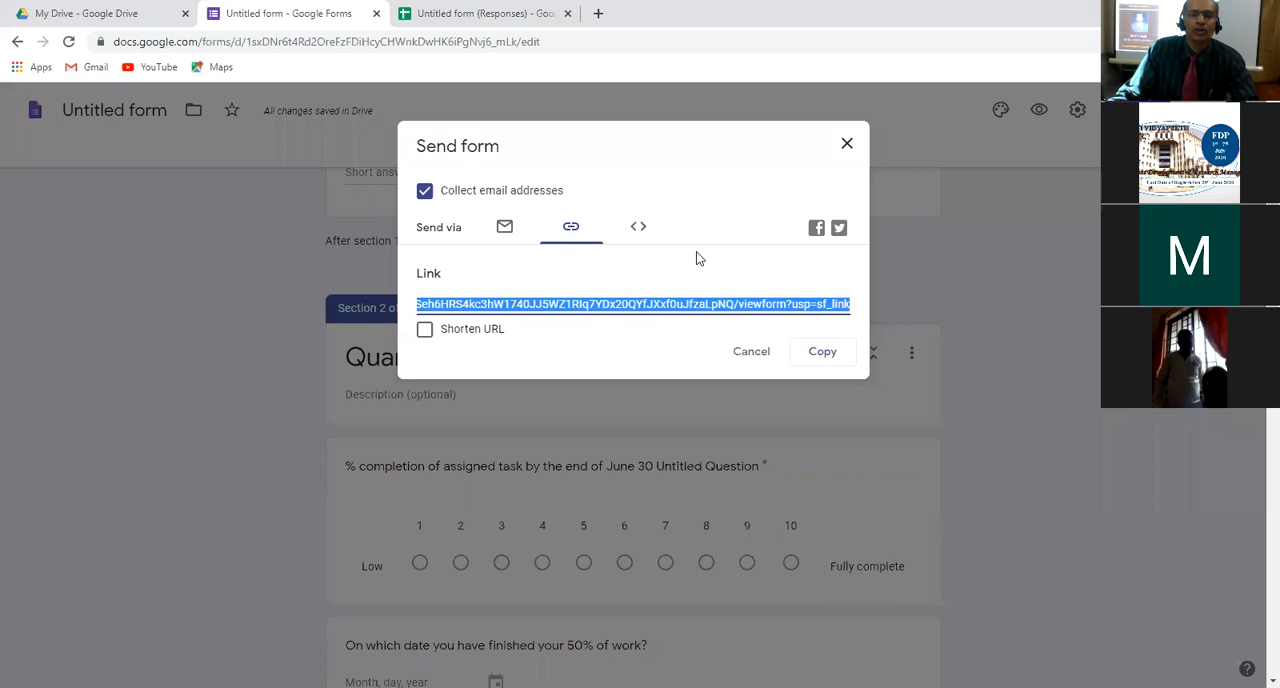 My Drive - Google Drive
Untitled form - Google Forms
Untitled form (Responses) - Goo
docs.google.com/forms/d/1sxDNr6t4Rd2OreFzFDiHcyCHWnkDwHK6iPgNvj6_mLk/edit
Apps
Gmail
YouTube
Maps
Untitled form
All changes saved in Drive
Send form
Collect email addresses
Send via
Link
Seh6HRS4kc3hW1740JJ5WZ1RIq7YDx20QYfJXxf0uJfzaLpNQ/viewform?usp=sf_link
Shorten URL
Cancel
Copy
Short answ
After section 1
Section 2 of
Quan
Description (optional)
% completion of assigned task by the end of June 30 Untitled Question *
1 2 3 4 5 6 7 8 9 10
Low
Fully complete
On which date you have finished your 50% of work?
Month, day, year
VIDYAPEETH
FDP
July
2020
M